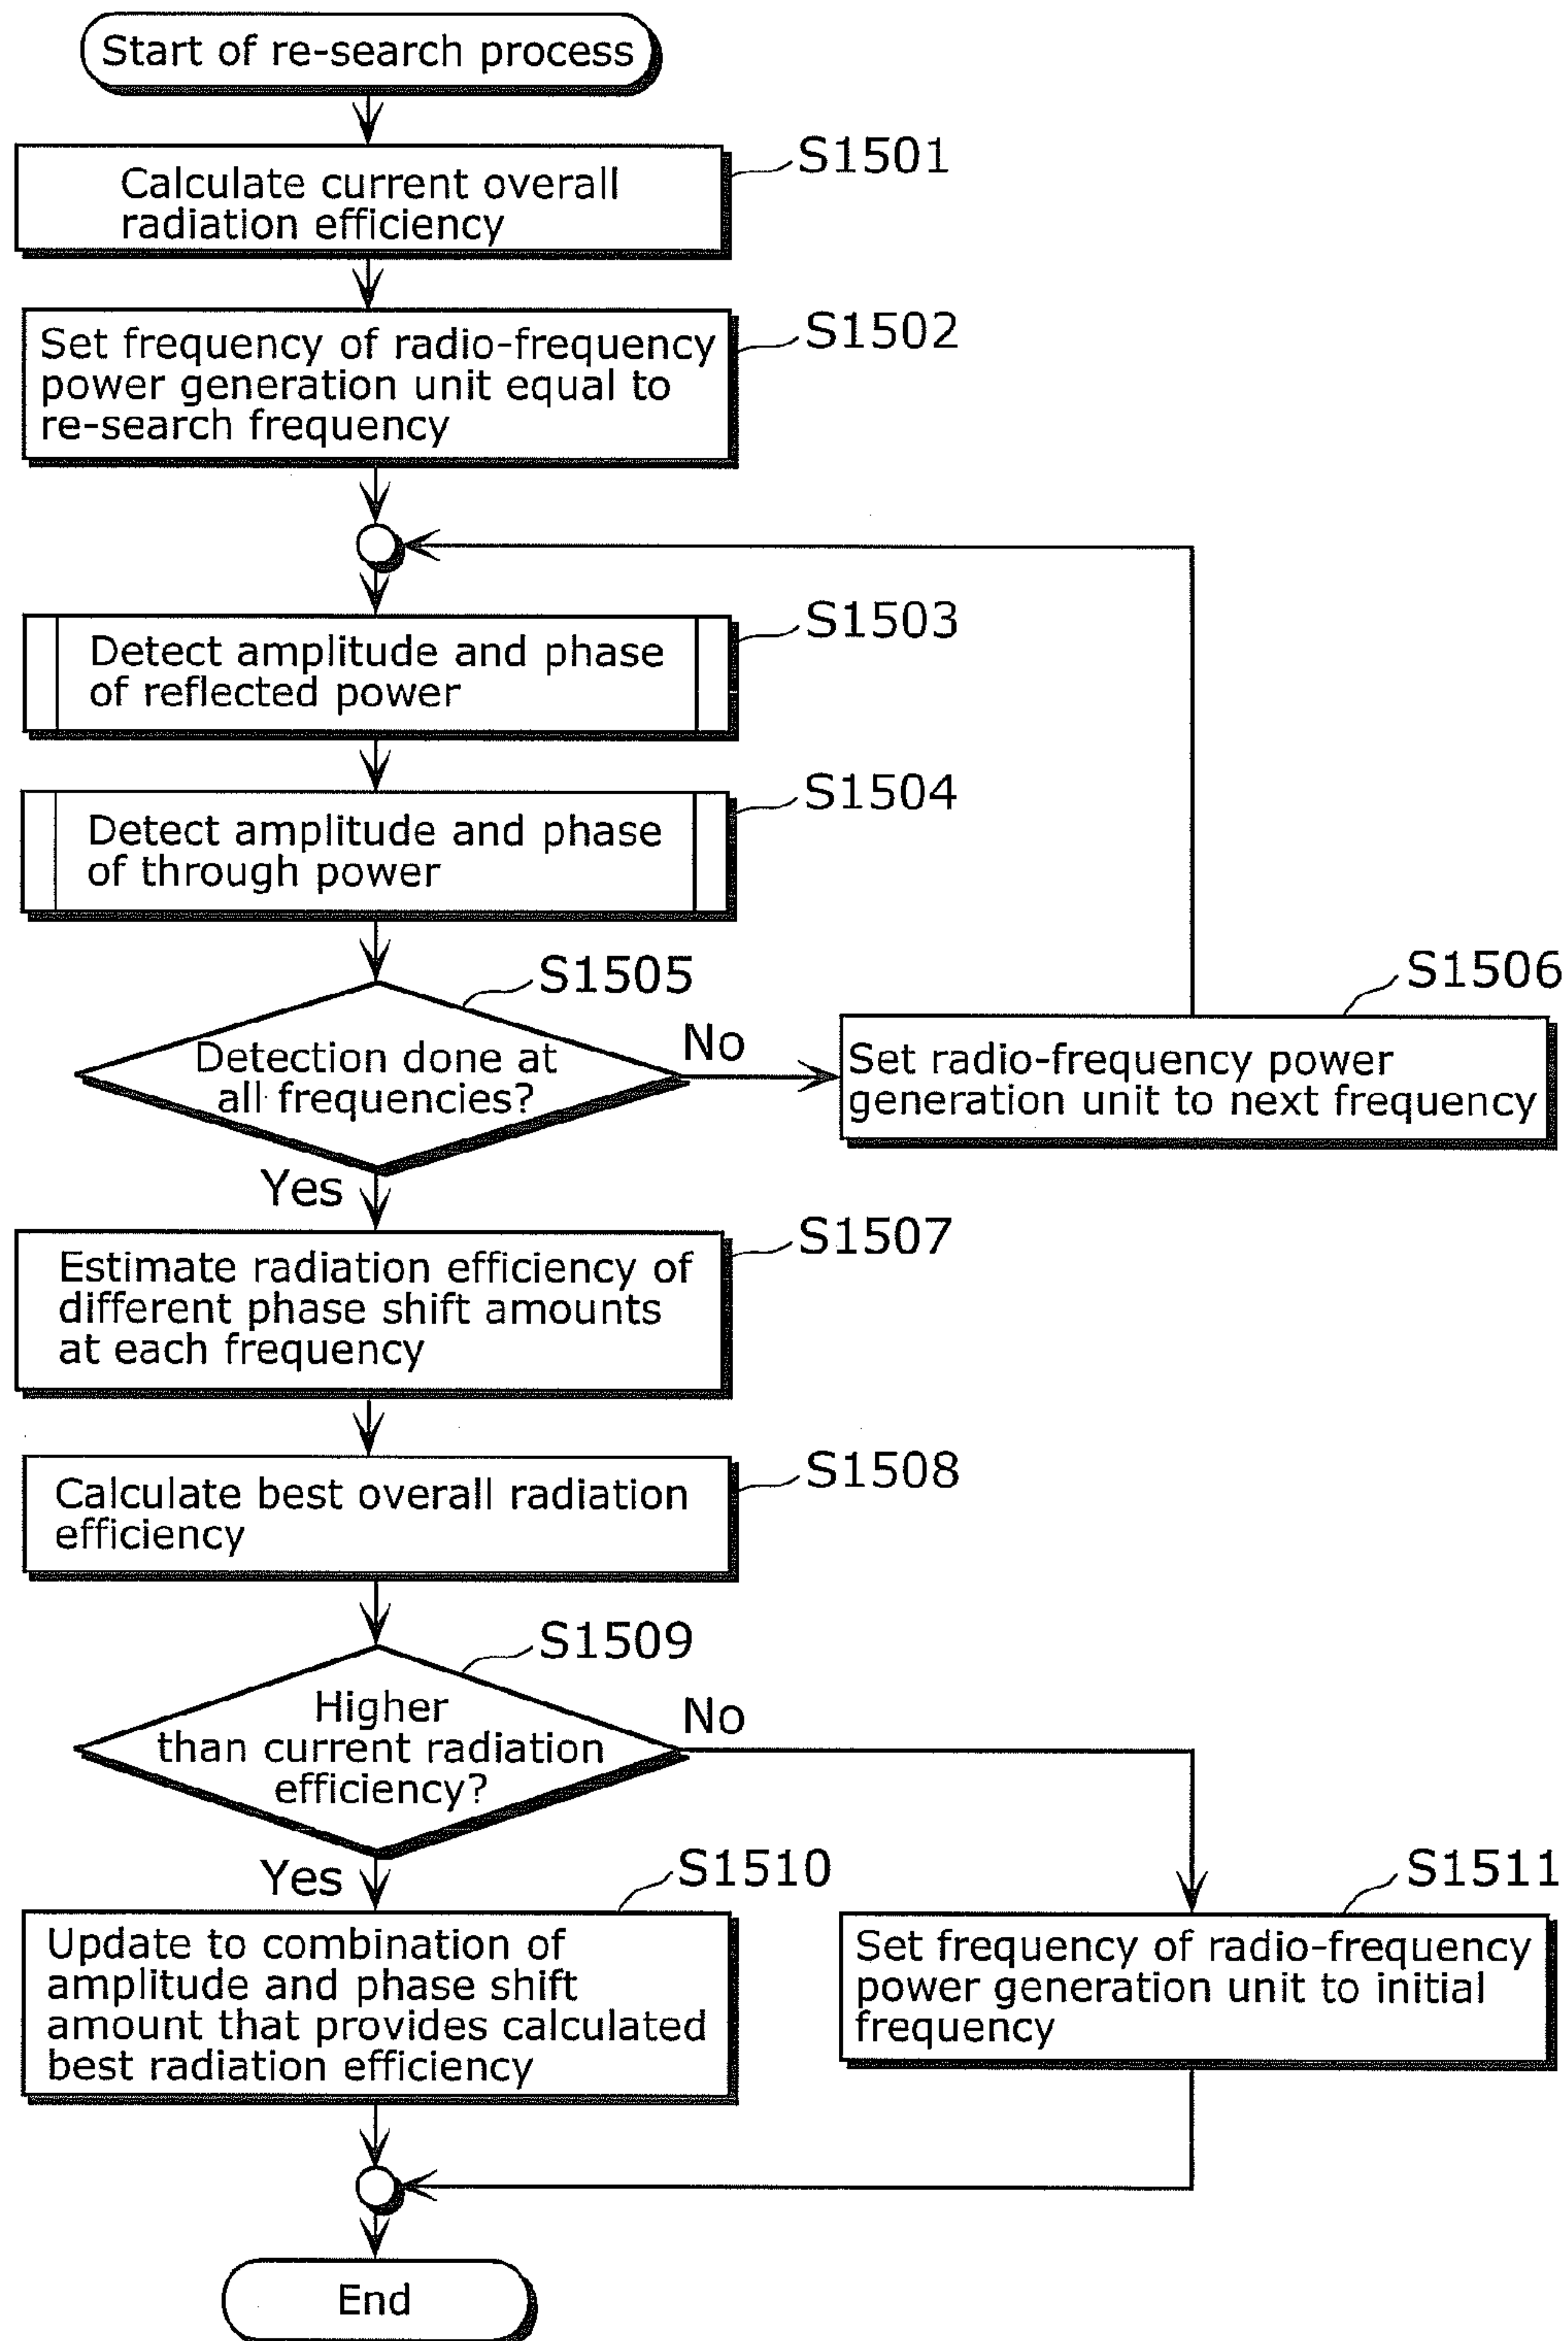 Start of re-search process
S1501
Calculate current overall
radiation efficiency
S1502
Set frequency of radio-frequency
power generation unit equal to
re-search frequency
S1503
Detect amplitude and phase
of reflected power
S1504
Detect amplitude and phase
of through power
S1505
Detection done at
all frequencies?
No
S1506
Set radio-frequency power
generation unit to next frequency
Yes
S1507
Estimate radiation efficiency of
different phase shift amounts
at each frequency
S1508
Calculate best overall radiation
efficiency
S1509
Higher
than current radiation
efficiency?
No
Yes
S1510
Update to combination of
amplitude and phase shift
amount that provides calculated
best radiation efficiency
S1511
Set frequency of radio-frequency
power generation unit to initial
frequency
End